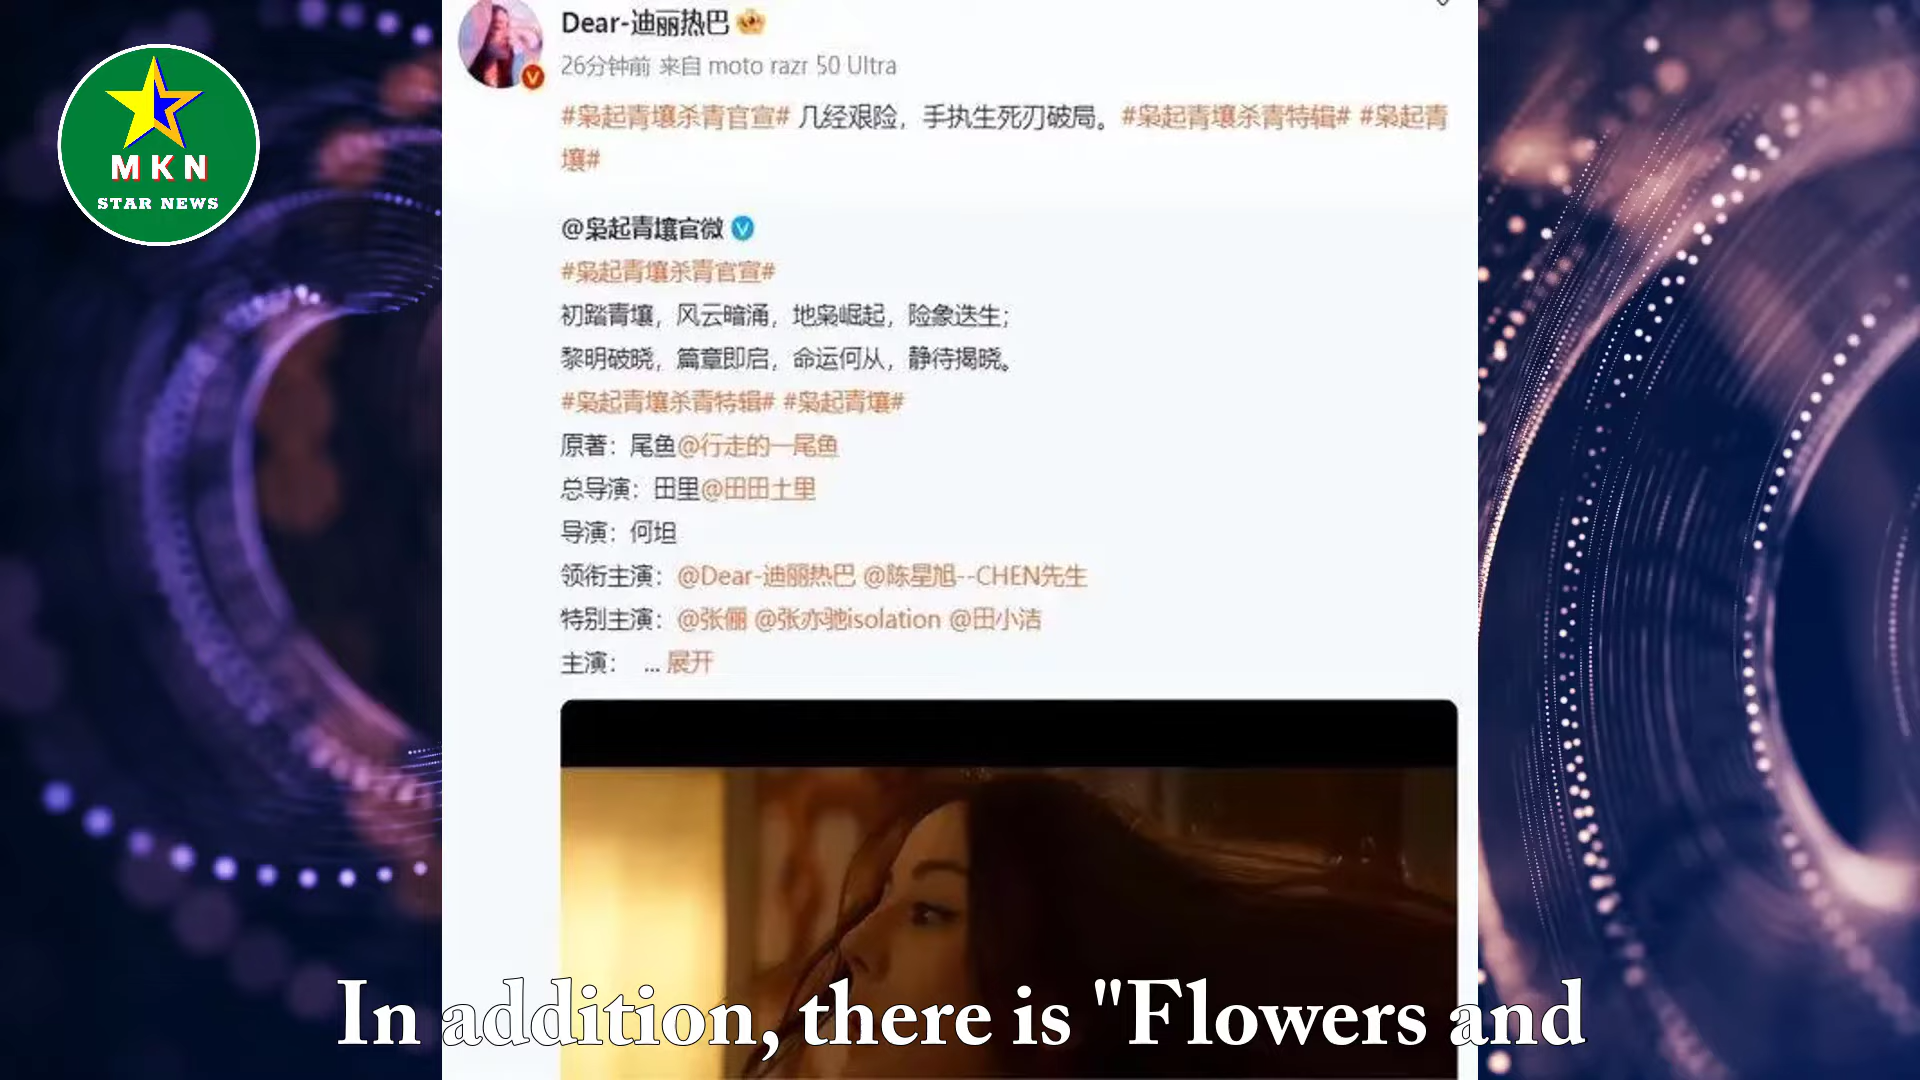 MKN
STAR NEWS
Dear-迪丽热巴
26分钟前 来自 moto razr 50 Ultra
#枭起青壤杀青官宣# 几经艰险，手执生死刃破局。#枭起青壤杀青特辑# #枭起青
壤#
@枭起青壤官微
#枭起青壤杀青官宣#
初踏青壤，风云暗涌，地枭崛起，险象迭生；
黎明破晓，篇章即启，命运何从，静待揭晓。
#枭起青壤杀青特辑# #枭起青壤#
原著：尾鱼@行走的一尾鱼
总导演：田里@田田土里
导演：何坦
领衔主演：@Dear-迪丽热巴 @陈星旭--CHEN先生
特别主演：@张俪 @张亦驰isolation @田小洁
主演： ... 展开
In addition, there is "Flowers and